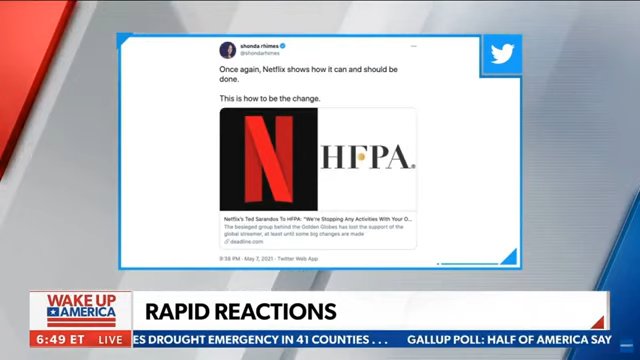 shonda rhimes
@shondarhimes
Once again, Netflix shows how it can and should be
done.
This is how to be the change.
N HFPA®
Netflix's Ted Sarandos To HFPA: "We're Stopping Any Activities With Your O...
The besieged group behind the Golden Globes has lost the support of the
global streamer, at least until some big changes are made
deadline.com
9:38 PM · May 7, 2021 · Twitter Web App
WAKE UP
AMERICA
RAPID REACTIONS
6:49 ET LIVE
ES DROUGHT EMERGENCY IN 41 COUNTIES . . . GALLUP POLL: HALF OF AMERICA SAY